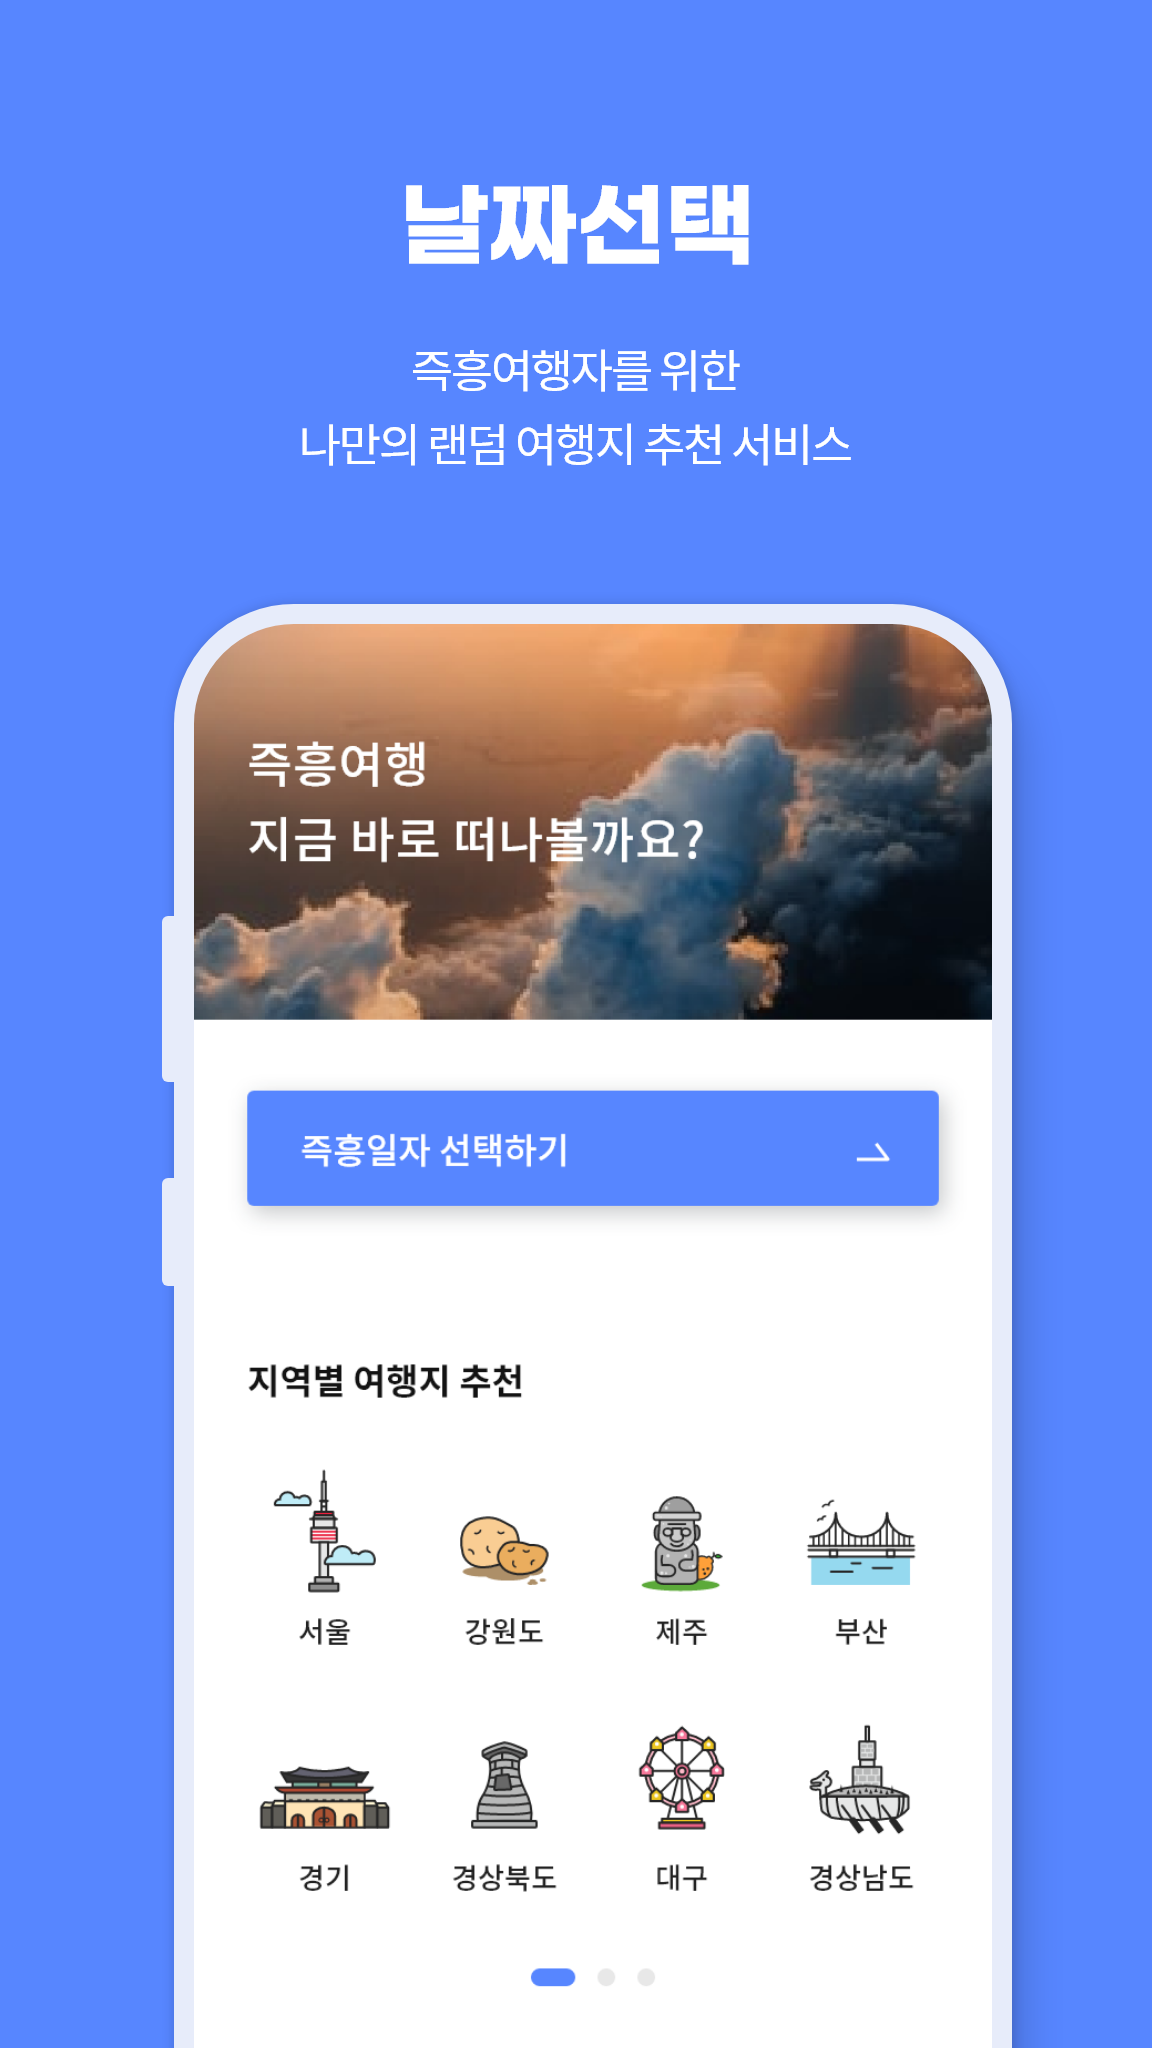 날짜선택
즉흥여행자를 위한
나만의 랜덤 여행지 추천 서비스
즉흥여행
지금 바로 떠나볼까요?
즉흥일자 선택하기
지역별 여행지 추천
서울
강원도
제주
부산
경기
경상북도
대구
경상남도